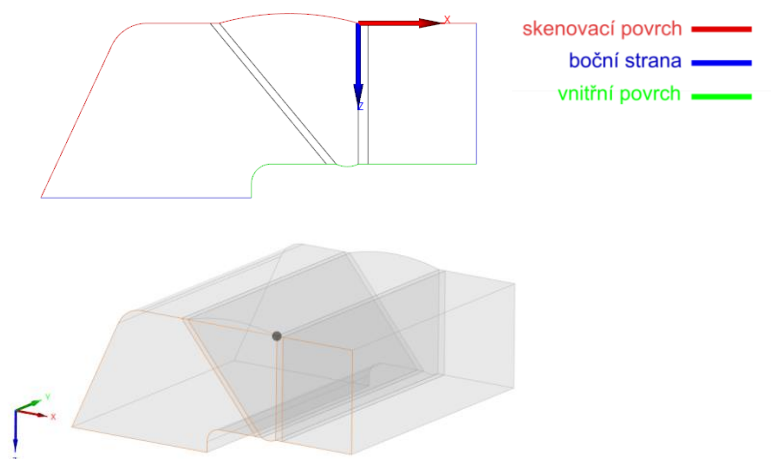 X
Z
skenovací povrch
boční strana
vnitřní povrch
Y
X